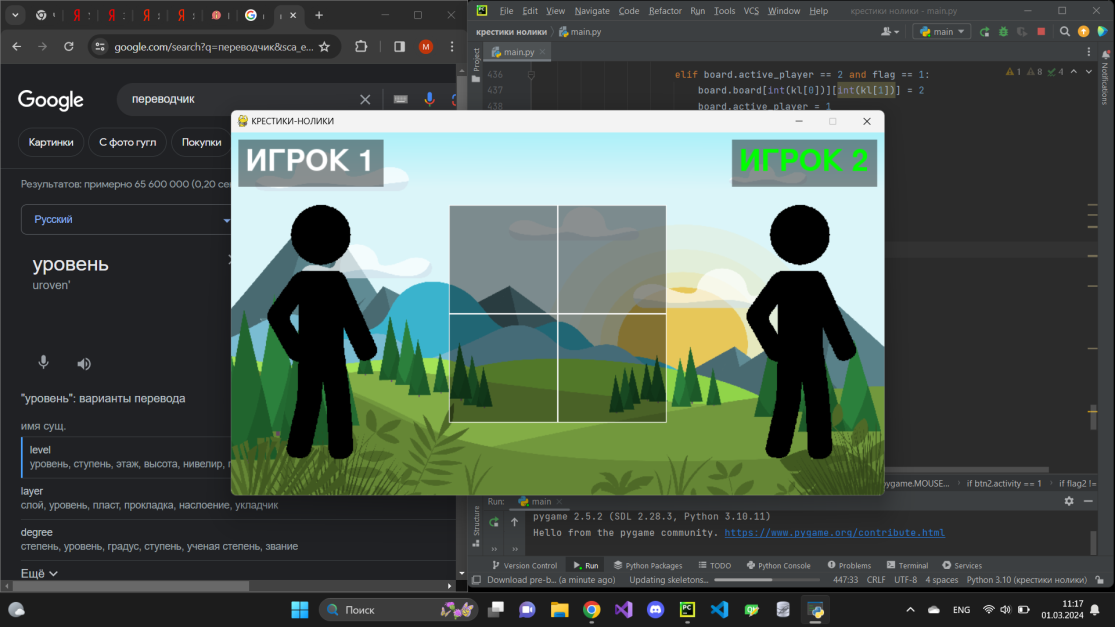 google.com/search?q=переводчик&sca_e...
М
Google
переводчик
Картинки
С фото гугл
Покупки
Результатов: примерно 65 600 000 (0,20 сек
Русский
уровень
uroven'
"уровень": варианты перевода
имя сущ.
level
уровень, ступень, этаж, высота, нивелир,
layer
слой, уровень, пласт, прокладка, наслоение, укладчик
degree
степень, уровень, градус, ступень, ученая степень, звание
Ещё
PC
File Edit View Navigate Code Refactor Run Tools VCS Window Help
крестики нолики - main.py
крестики нолики
main.py
main
main.py
Project
Notifications
436
elif board.active_player == 2 and flag == 1:
1 8 4
437
board.board[int(kl[0])][int(kl[1])] = 2
438
board.active_player = 1
КРЕСТИКИ-НОЛИКИ
ИГРОК 1
ИГРОК 2
pygame.MOUSE...
if btn2.activity == 1
if flag2 !=
Run:
main
Structure
pygame 2.5.2 (SDL 2.28.3, Python 3.10.11)
Hello from the pygame community. https://www.pygame.org/contribute.html
Version Control
Run
Python Packages
TODO
Python Console
Problems
Terminal
Services
Download pre-b... (a minute ago)
Updating skeletons...
447:33 CRLF UTF-8 4 spaces Python 3.10 (крестики нолики)
Поиск
PC
ENG
11:17
01.03.2024